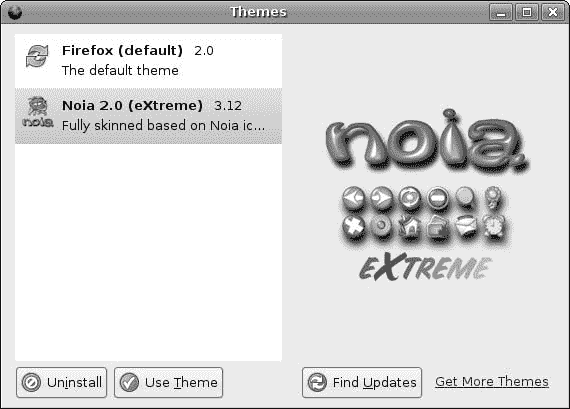 Themes
Firefox (default) 2.0
The default theme
Noia 2.0 (eXtreme) 3.12
Fully skinned based on Noia ic...
noia
noia
eXTREME
Uninstall
Use Theme
Find Updates
Get More Themes